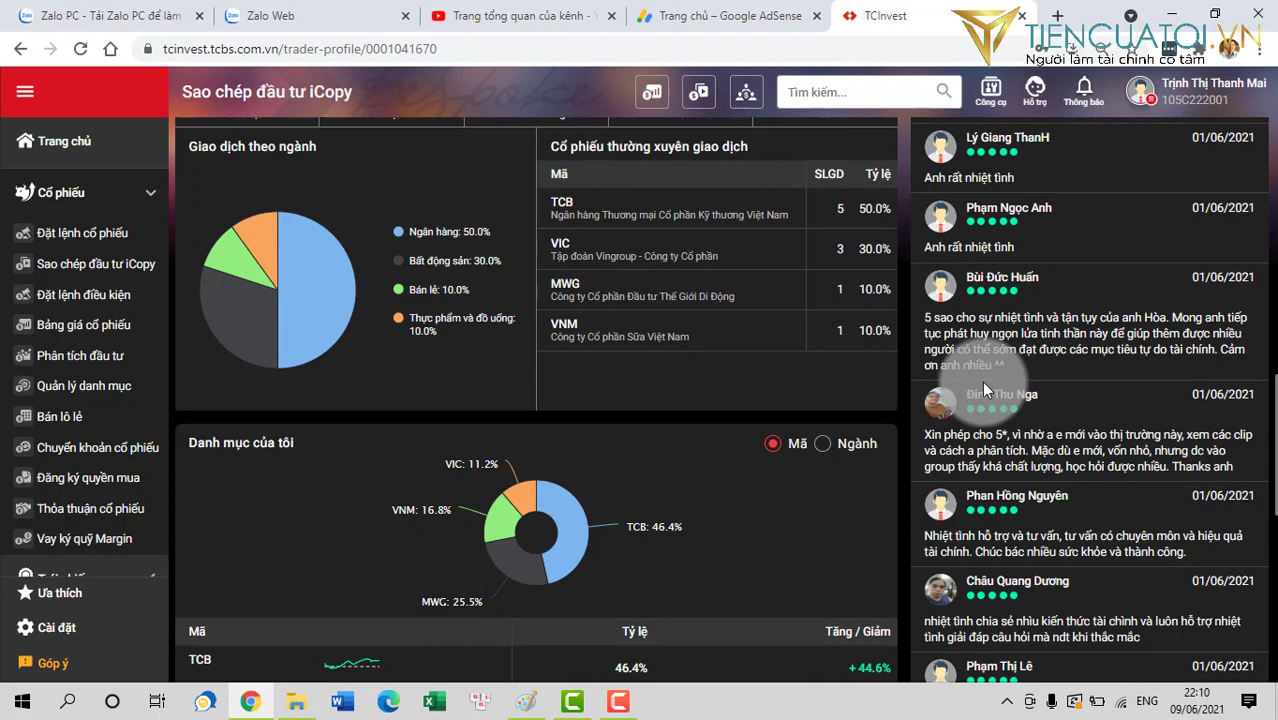 Zalo PC - Tải Zalo PC để làm
Zalo Web
Trang tổng quan của kênh - Y
Trang chủ – Google AdSense
TCInvest
TIENCUATOI.VN
Người làm tài chính có tâm
tcinvest.tcbs.com.vn/trader-profile/0001041670
Sao chép đầu tư iCopy
Tìm kiếm...
Công cụ
Hỗ trợ
Thông báo
Trịnh Thị Thanh Mai
105C222001
Trang chủ
Cổ phiếu
Đặt lệnh cổ phiếu
Sao chép đầu tư iCopy
Đặt lệnh điều kiện
Bảng giá cổ phiếu
Phân tích đầu tư
Quản lý danh mục
Bán lô lẻ
Chuyển khoản cổ phiếu
Đăng ký quyền mua
Thỏa thuận cổ phiếu
Vay ký quỹ Margin
Ưa thích
Cài đặt
Góp ý
Giao dịch theo ngành
Ngân hàng: 50.0%
Bất động sản: 30.0%
Bán lẻ: 10.0%
Thực phẩm và đồ uống:
10.0%
Cổ phiếu thường xuyên giao dịch
Mã SLGD Tỷ lệ
TCB 5 50.0%
Ngân hàng Thương mại Cổ phần Kỹ thương Việt Nam
VIC 3 30.0%
Tập đoàn Vingroup - Công ty Cổ phần
MWG 1 10.0%
Công ty Cổ phần Đầu tư Thế Giới Di Động
VNM 1 10.0%
Công ty Cổ phần Sữa Việt Nam
Danh mục của tôi
Mã Ngành
VIC: 11.2%
VNM: 16.8%
TCB: 46.4%
MWG: 25.5%
Mã Tỷ lệ Tăng / Giảm
TCB 46.4% + 44.6%
Lý Giang ThanH 01/06/2021
Anh rất nhiệt tình
Phạm Ngọc Anh 01/06/2021
Anh rất nhiệt tình
Bùi Đức Huấn 01/06/2021
5 sao cho sự nhiệt tình và tận tụy của anh Hòa. Mong anh tiếp
tục phát huy ngọn lửa tinh thần này để giúp thêm được nhiều
người có thể sớm đạt được các mục tiêu tự do tài chính. Cảm
ơn anh nhiều ^^
Đinh Thu Nga 01/06/2021
Xin phép cho 5*, vì nhờ a e mới vào thị trường này, xem các clip
và cách a phân tích. Mặc dù e mới, vốn nhỏ, nhưng dc vào
group thấy khá chất lượng, học hỏi được nhiều. Thanks anh
Phan Hồng Nguyên 01/06/2021
Nhiệt tình hỗ trợ và tư vấn, tư vấn có chuyên môn và hiệu quả
tài chính. Chúc bác nhiều sức khỏe và thành công.
Châu Quang Dương 01/06/2021
nhiệt tình chia sẻ nhìu kiến thức tài chình và luôn hỗ trợ nhiệt
tình giải đáp câu hỏi mà ndt khi thắc mắc
Phạm Thị Lê 01/06/2021
ENG
22:10
09/06/2021